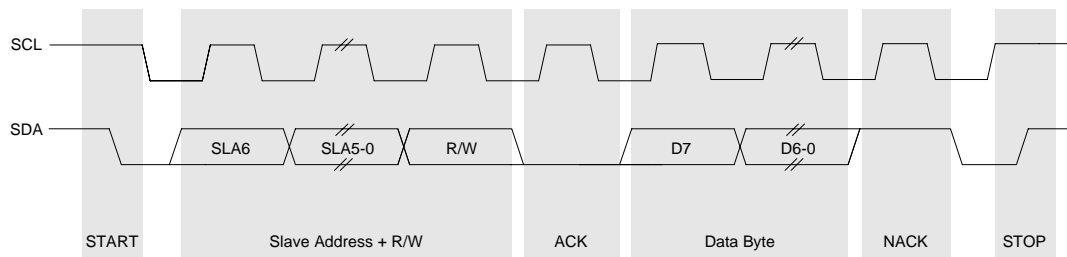 SCL
SDA
SLA6 SLA5-0 R/W D7 D6-0
START Slave Address + R/W ACK Data Byte NACK STOP